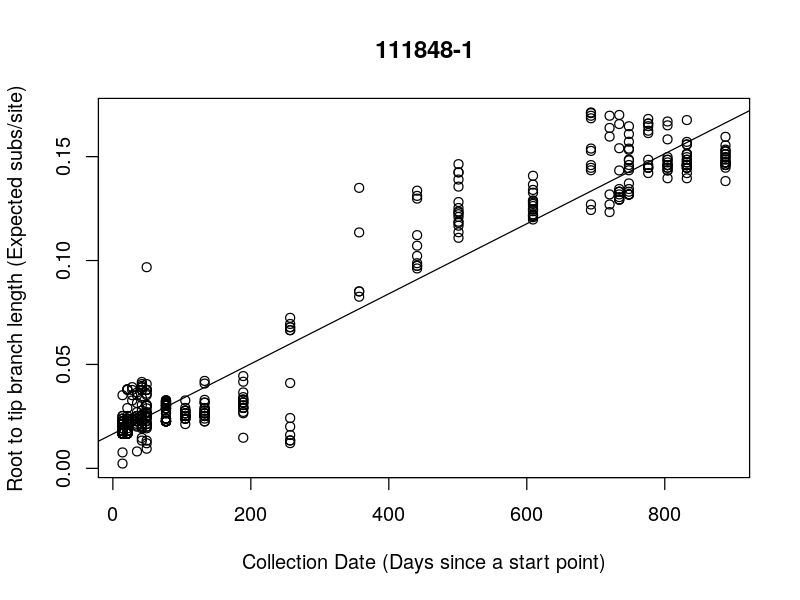 111848-1
Root to tip branch length (Expected subs/site)
0.15
0.10
0.05
0.00
0 200 400 600 800
Collection Date (Days since a start point)